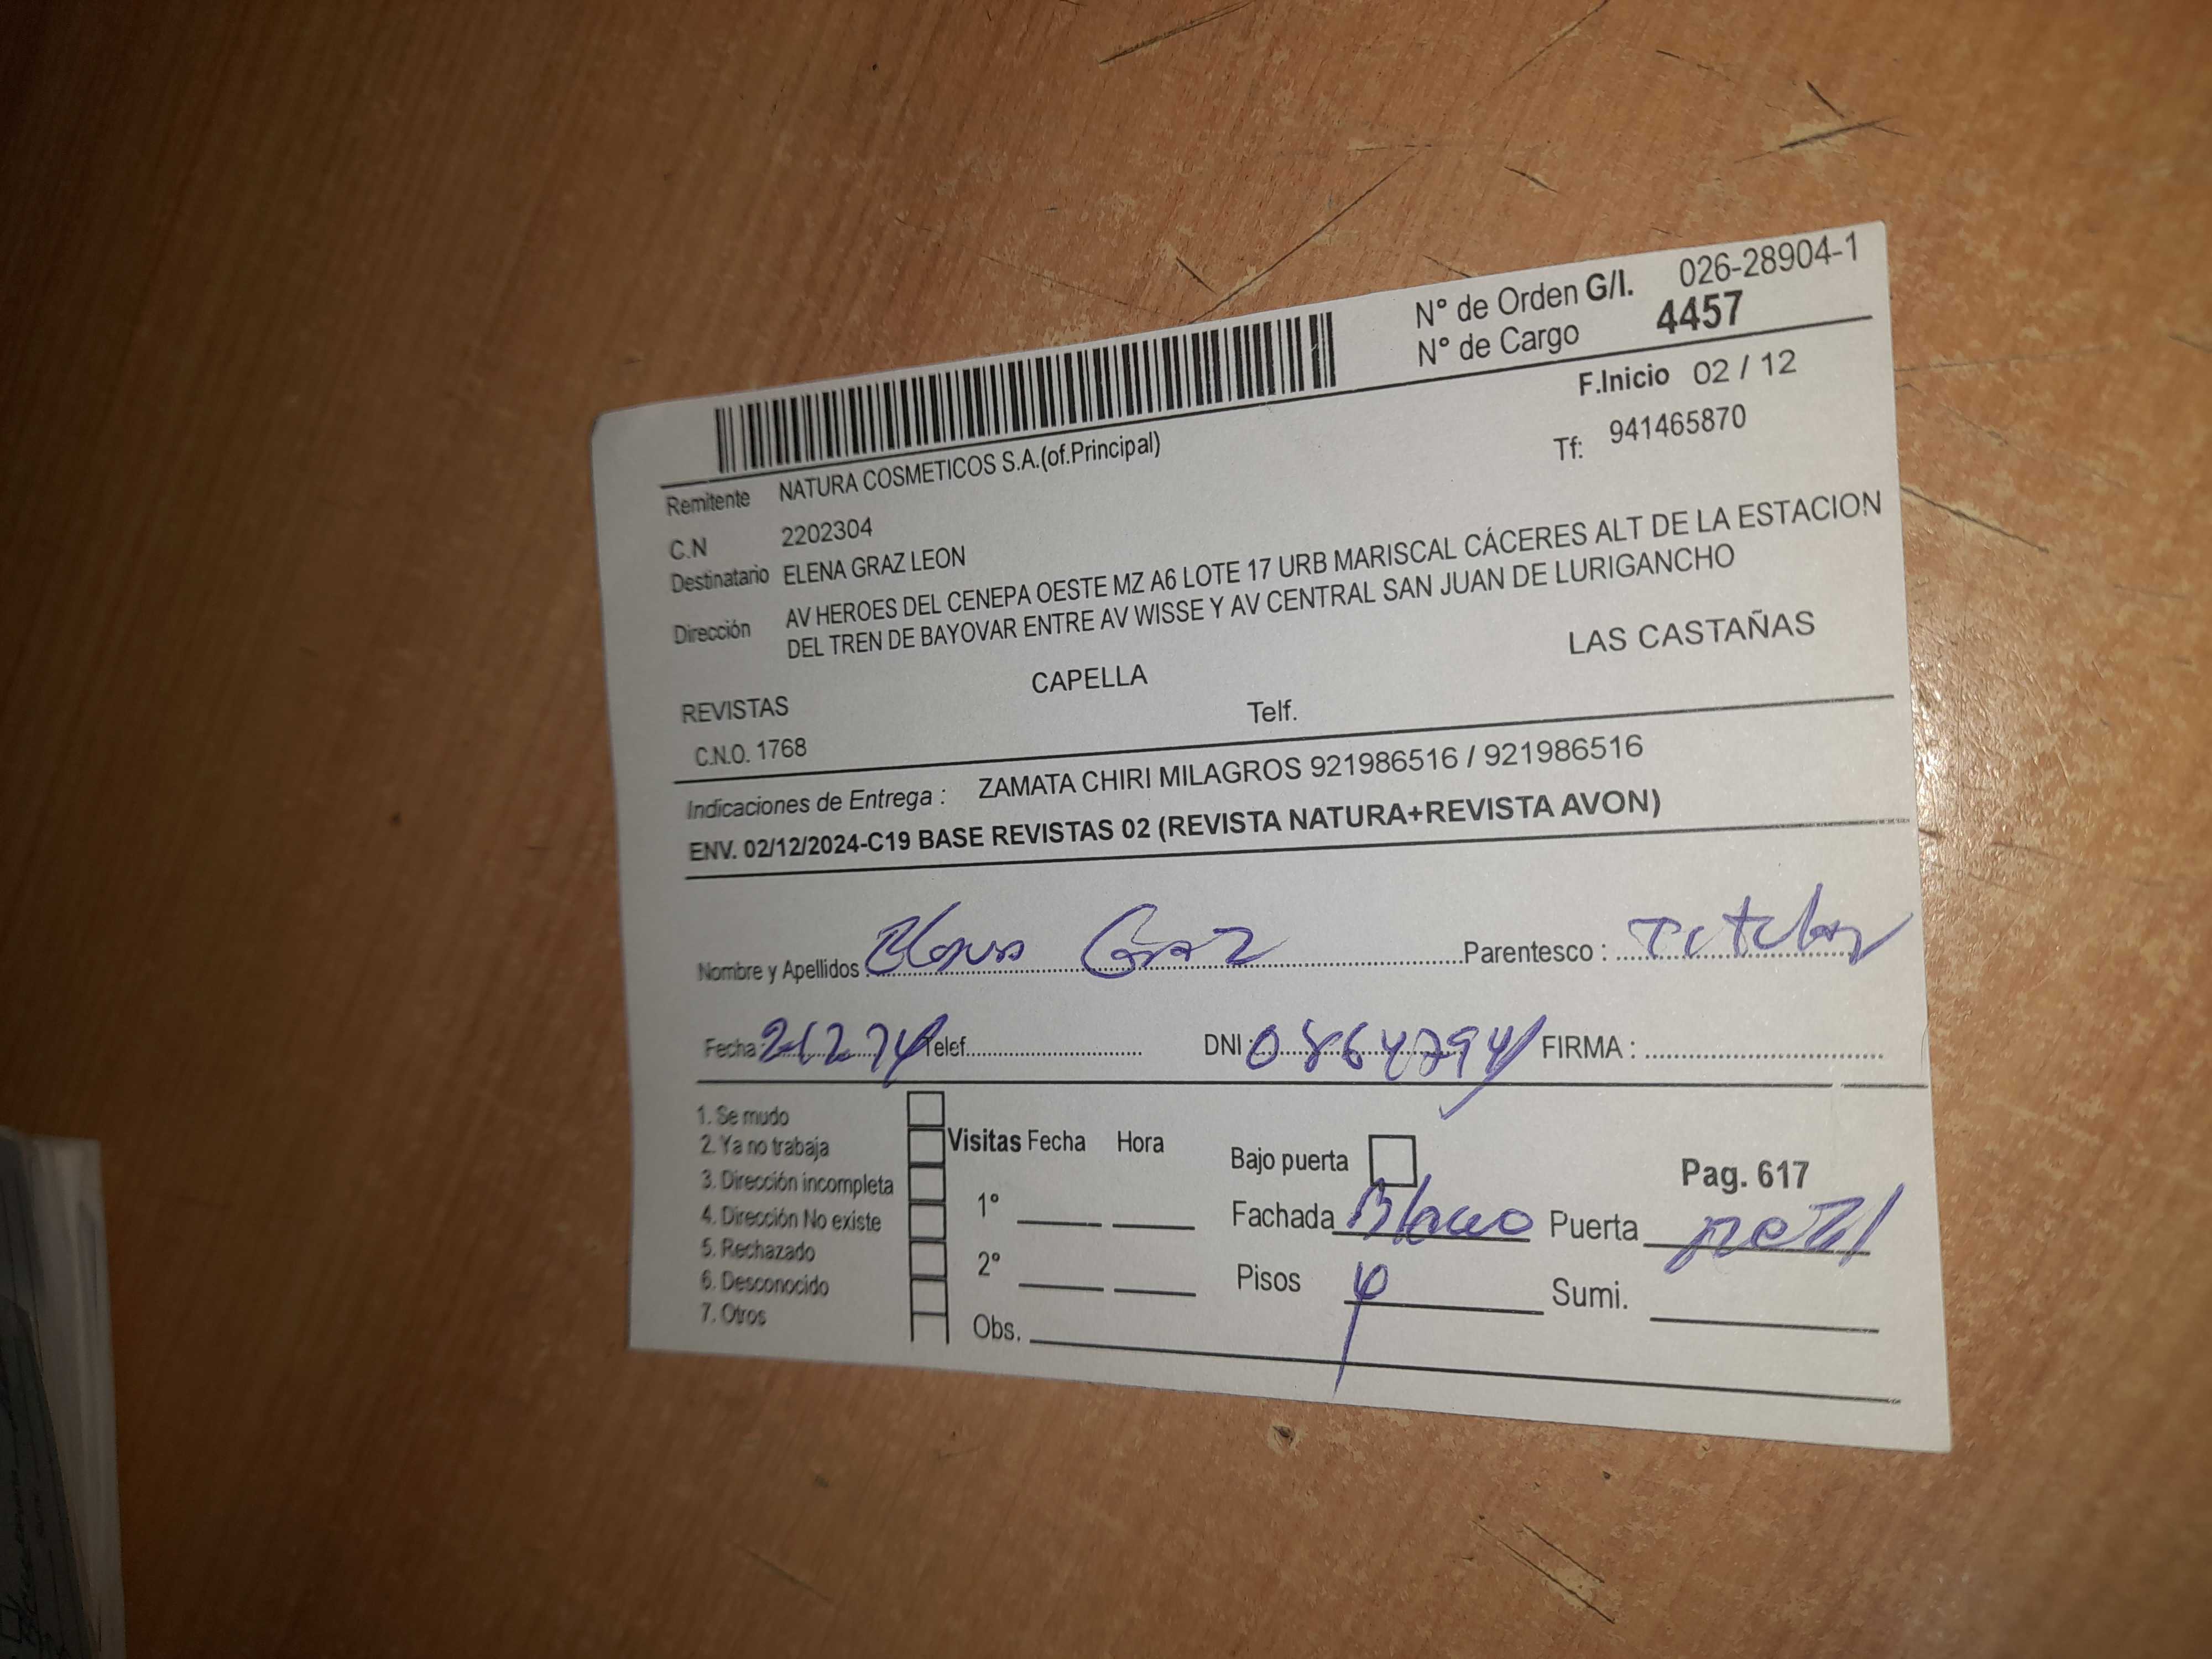 N° de Orden G/I. 026-28904-1
N° de Cargo 4457
F.Inicio 02 / 12
Remitente NATURA COSMETICOS S.A.(of.Principal)
Tf: 941465870
C.N 2202304
Destinatario ELENA GRAZ LEON
Dirección AV HEROES DEL CENEPA OESTE MZ A6 LOTE 17 URB MARISCAL CÁCERES ALT DE LA ESTACION
DEL TREN DE BAYOVAR ENTRE AV WISSE Y AV CENTRAL SAN JUAN DE LURIGANCHO
REVISTAS CAPELLA LAS CASTAÑAS
C.N.O. 1768 Telf.
Indicaciones de Entrega : ZAMATA CHIRI MILAGROS 921986516 / 921986516
ENV. 02/12/2024-C19 BASE REVISTAS 02 (REVISTA NATURA+REVISTA AVON)
Nombre y Apellidos : Graz Parentesco :
Fecha : Telef. DNI : FIRMA :
1. Se mudo
2. Ya no trabaja
3. Dirección incompleta
4. Dirección No existe
5. Rechazado
6. Desconocido
7. Otros
Visitas Fecha Hora
1°
2°
Obs.
Bajo puerta Pag. 617
Fachada Blanco Puerta
Pisos Sumi.